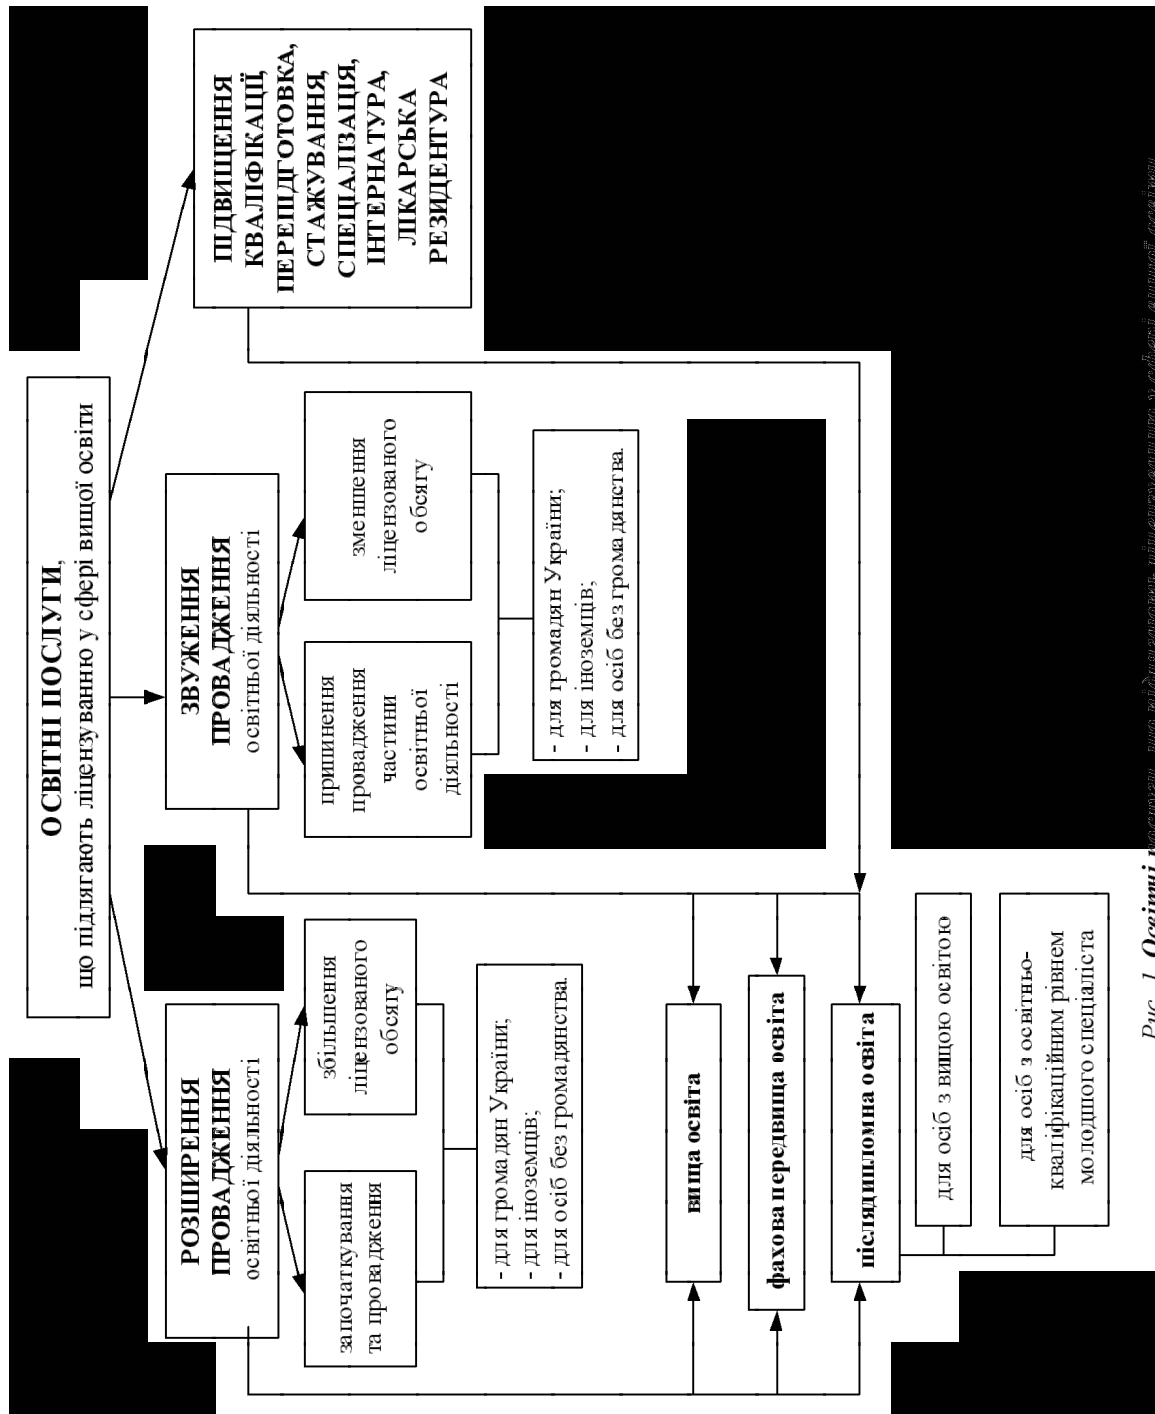 ОСВІТНІ ПОСЛУГИ,
що підлягають ліцензуванню у сфері вищої освіти
РОЗШИРЕННЯ
ПРОВАДЖЕННЯ
освітньої діяльності
ЗВУЖЕННЯ
ПРОВАДЖЕННЯ
освітньої діяльності
ПІДВИЩЕННЯ
КВАЛІФІКАЦІЇ,
ПЕРЕПІДГОТОВКА,
СТАЖУВАННЯ,
СПЕЦІАЛІЗАЦІЯ,
ІНТЕРНАТУРА,
ЛІКАРСЬКА
РЕЗИДЕНТУРА
започаткування
та провадження
збільшення
ліцензованого
обсягу
припинення
провадження
частини
освітньої
діяльності
зменшення
ліцензованого
обсягу
- для громадян України;
- для іноземців;
- для осіб без громадянства.
- для громадян України;
- для іноземців;
- для осіб без громадянства.
вища освіта
фахова передвища освіта
післядипломна освіта
для осіб з вищою освітою
для осіб з освітньо-
кваліфікаційним рівнем
молодшого спеціаліста
Рис. 1. Освітні